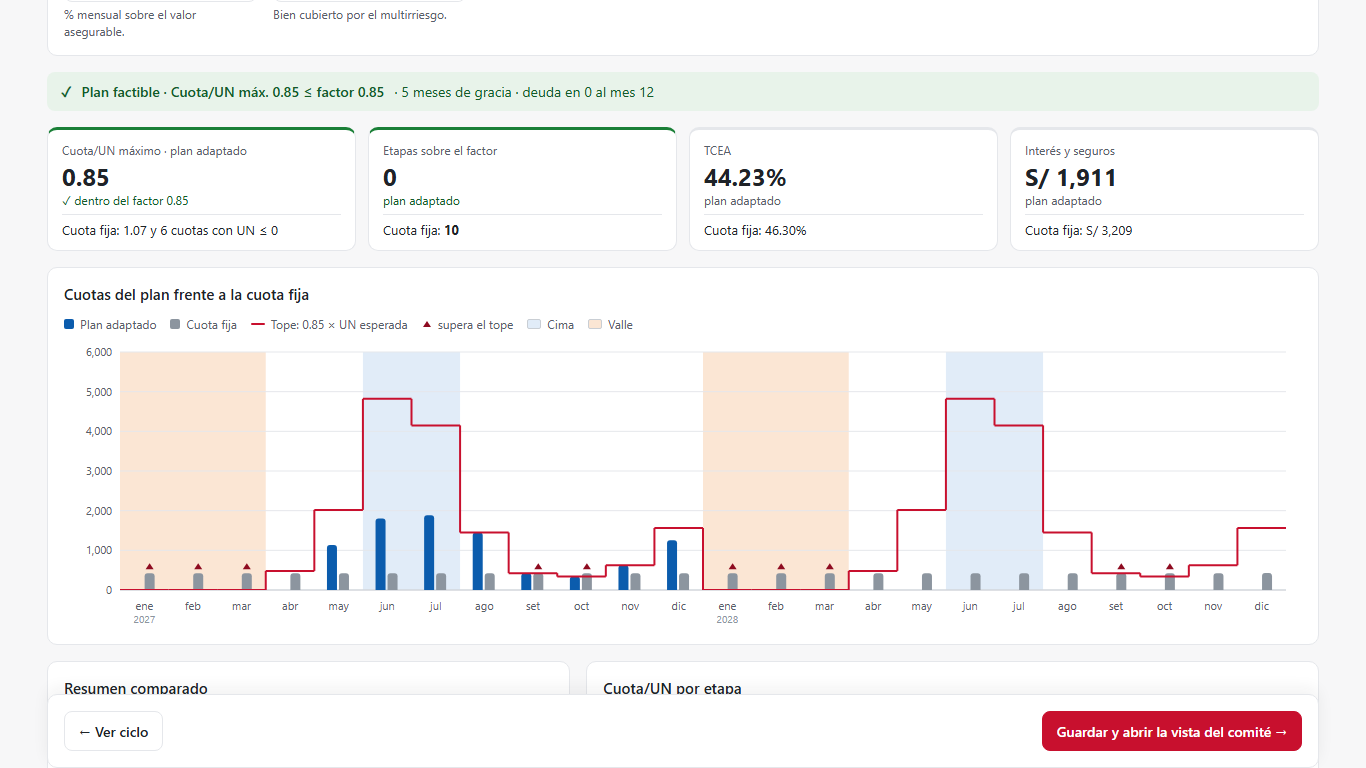 % mensual sobre el valor
asegurable.
Bien cubierto por el multirriesgo.
✓ Plan factible · Cuota/UN máx. 0.85 ≤ factor 0.85 · 5 meses de gracia · deuda en 0 al mes 12
Cuota/UN máximo · plan adaptado
0.85
✓ dentro del factor 0.85
Cuota fija: 1.07 y 6 cuotas con UN ≤ 0
Etapas sobre el factor
0
plan adaptado
Cuota fija: 10
TCEA
44.23%
plan adaptado
Cuota fija: 46.30%
Interés y seguros
S/ 1,911
plan adaptado
Cuota fija: S/ 3,209
Cuotas del plan frente a la cuota fija
Plan adaptado Cuota fija Tope: 0.85 × UN esperada ▲ supera el tope Cima Valle
6,000
5,000
4,000
3,000
2,000
1,000
0
ene feb mar abr may jun jul ago set oct nov dic ene feb mar abr may jun jul ago set oct nov dic
2027 2028
Resumen comparado
Cuota/UN por etapa
← Ver ciclo
Guardar y abrir la vista del comité →